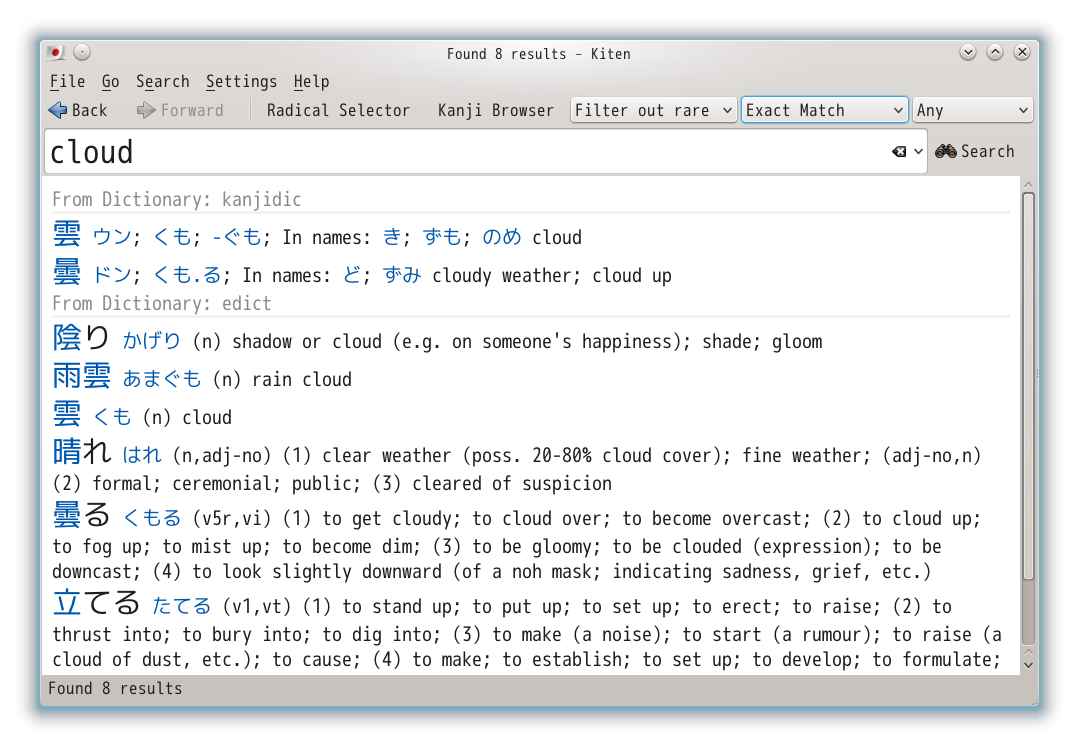 Found 8 results – Kiten
File Go Search Settings Help
Back Forward Radical Selector Kanji Browser Filter out rare Exact Match Any
cloud Search
From Dictionary: kanjidic
雲 ウン; くも; -ぐも; In names: き; ずも; のめ cloud
曇 ドン; くも.る; In names: ど; ずみ cloudy weather; cloud up
From Dictionary: edict
陰り かげり (n) shadow or cloud (e.g. on someone's happiness); shade; gloom
雨雲 あまぐも (n) rain cloud
雲 くも (n) cloud
晴れ はれ (n,adj-no) (1) clear weather (poss. 20-80% cloud cover); fine weather; (adj-no,n)
(2) formal; ceremonial; public; (3) cleared of suspicion
曇る くもる (v5r,vi) (1) to get cloudy; to cloud over; to become overcast; (2) to cloud up;
to fog up; to mist up; to become dim; (3) to be gloomy; to be clouded (expression); to be
downcast; (4) to look slightly downward (of a noh mask; indicating sadness, grief, etc.)
立てる たてる (v1,vt) (1) to stand up; to put up; to set up; to erect; to raise; (2) to
thrust into; to bury into; to dig into; (3) to make (a noise); to start (a rumour); to raise (a
cloud of dust, etc.); to cause; (4) to make; to establish; to set up; to develop; to formulate;
Found 8 results